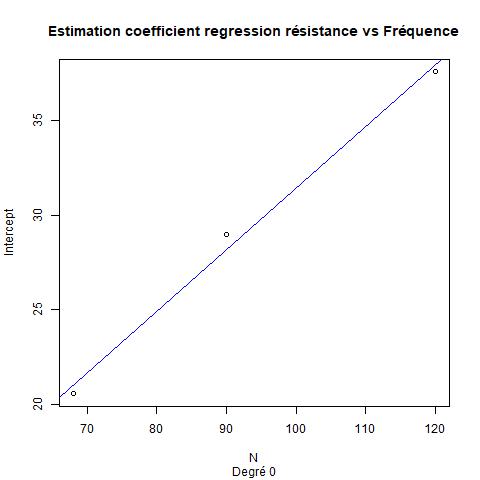 Estimation coefficient regression résistance vs Fréquence
Intercept
35
30
25
20
70 80 90 100 110 120
N
Degré 0